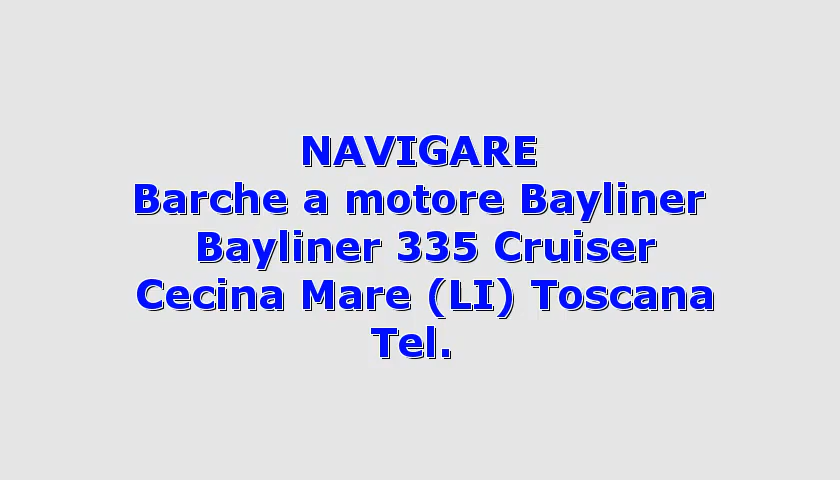 NAVIGARE
Barche a motore Bayliner
Bayliner 335 Cruiser
Cecina Mare (LI) Toscana
Tel.